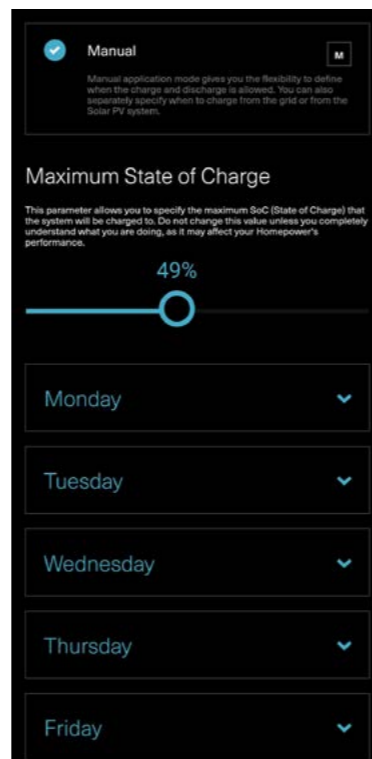 Manual
M
Manual application mode gives you the flexibility to define
when the charge and discharge is allowed. You can also
separately specify when to charge from the grid or from the
Solar PV system.
Maximum State of Charge
This parameter allows you to specify the maximum SoC (State of Charge) that
the system will be charged to. Do not change this value unless you completely
understand what you are doing, as it may affect your Homepower's
performance.
49%
Monday
Tuesday
Wednesday
Thursday
Friday